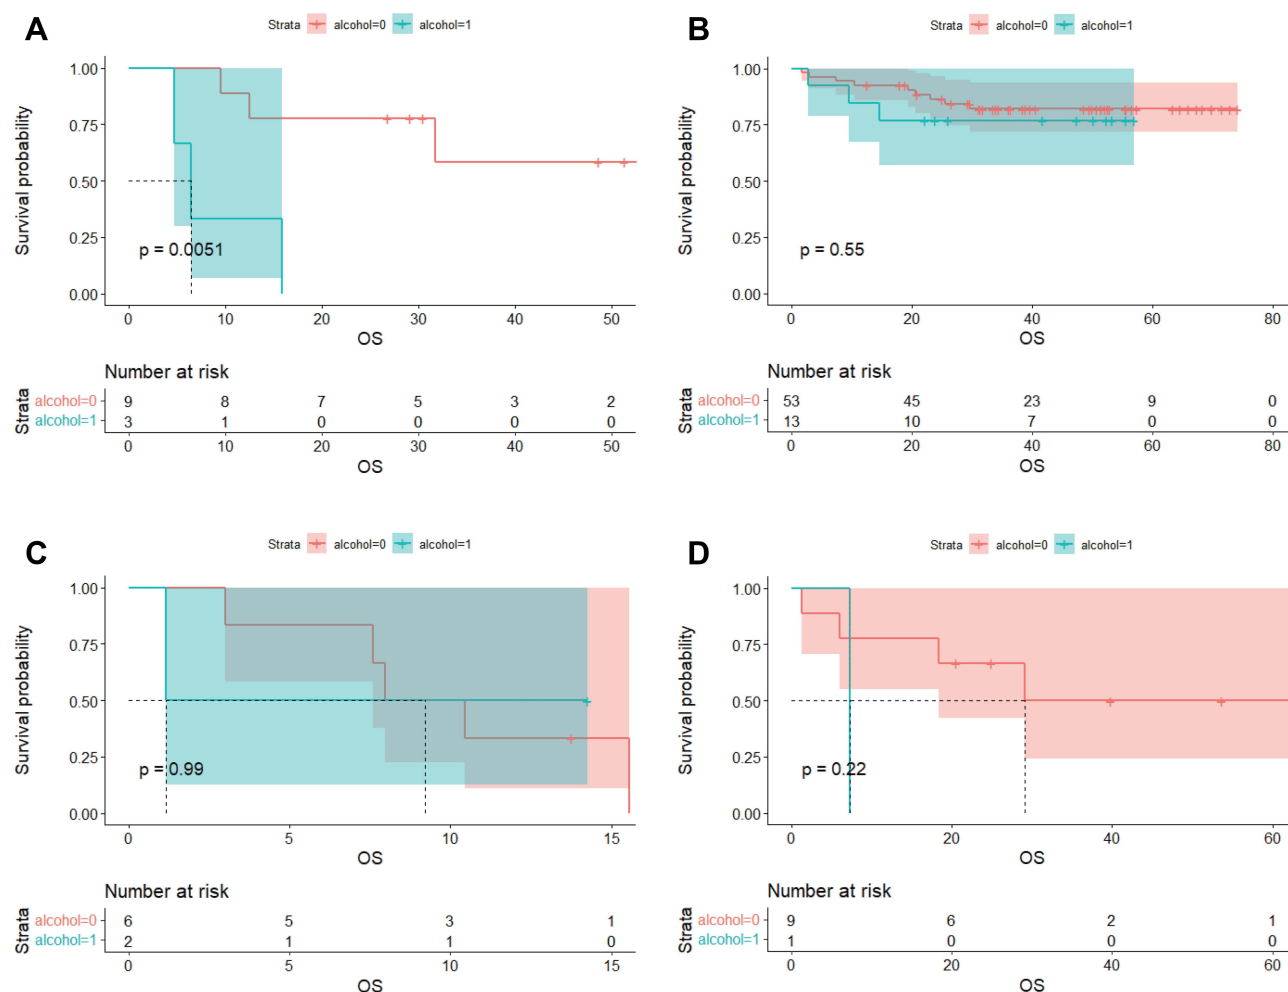 A
Strata alcohol=0 alcohol=1
Survival probability
1.00
0.75
0.50
0.25
0.00
p = 0.0051
0 10 20 30 40 50
OS
Number at risk
Strata
alcohol=0 9 8 7 5 3 2
alcohol=1 3 1 0 0 0 0
0 10 20 30 40 50
OS
B
Strata alcohol=0 alcohol=1
Survival probability
1.00
0.75
0.50
0.25
0.00
p = 0.55
0 20 40 60 80
OS
Number at risk
Strata
alcohol=0 53 45 23 9 0
alcohol=1 13 10 7 0 0
0 20 40 60 80
OS
C
Strata alcohol=0 alcohol=1
Survival probability
1.00
0.75
0.50
0.25
0.00
p = 0.99
0 5 10 15
OS
Number at risk
Strata
alcohol=0 6 5 3 1
alcohol=1 2 1 1 0
0 5 10 15
OS
D
Strata alcohol=0 alcohol=1
Survival probability
1.00
0.75
0.50
0.25
0.00
p = 0.22
0 20 40 60
OS
Number at risk
Strata
alcohol=0 9 6 2 1
alcohol=1 1 0 0 0
0 20 40 60
OS